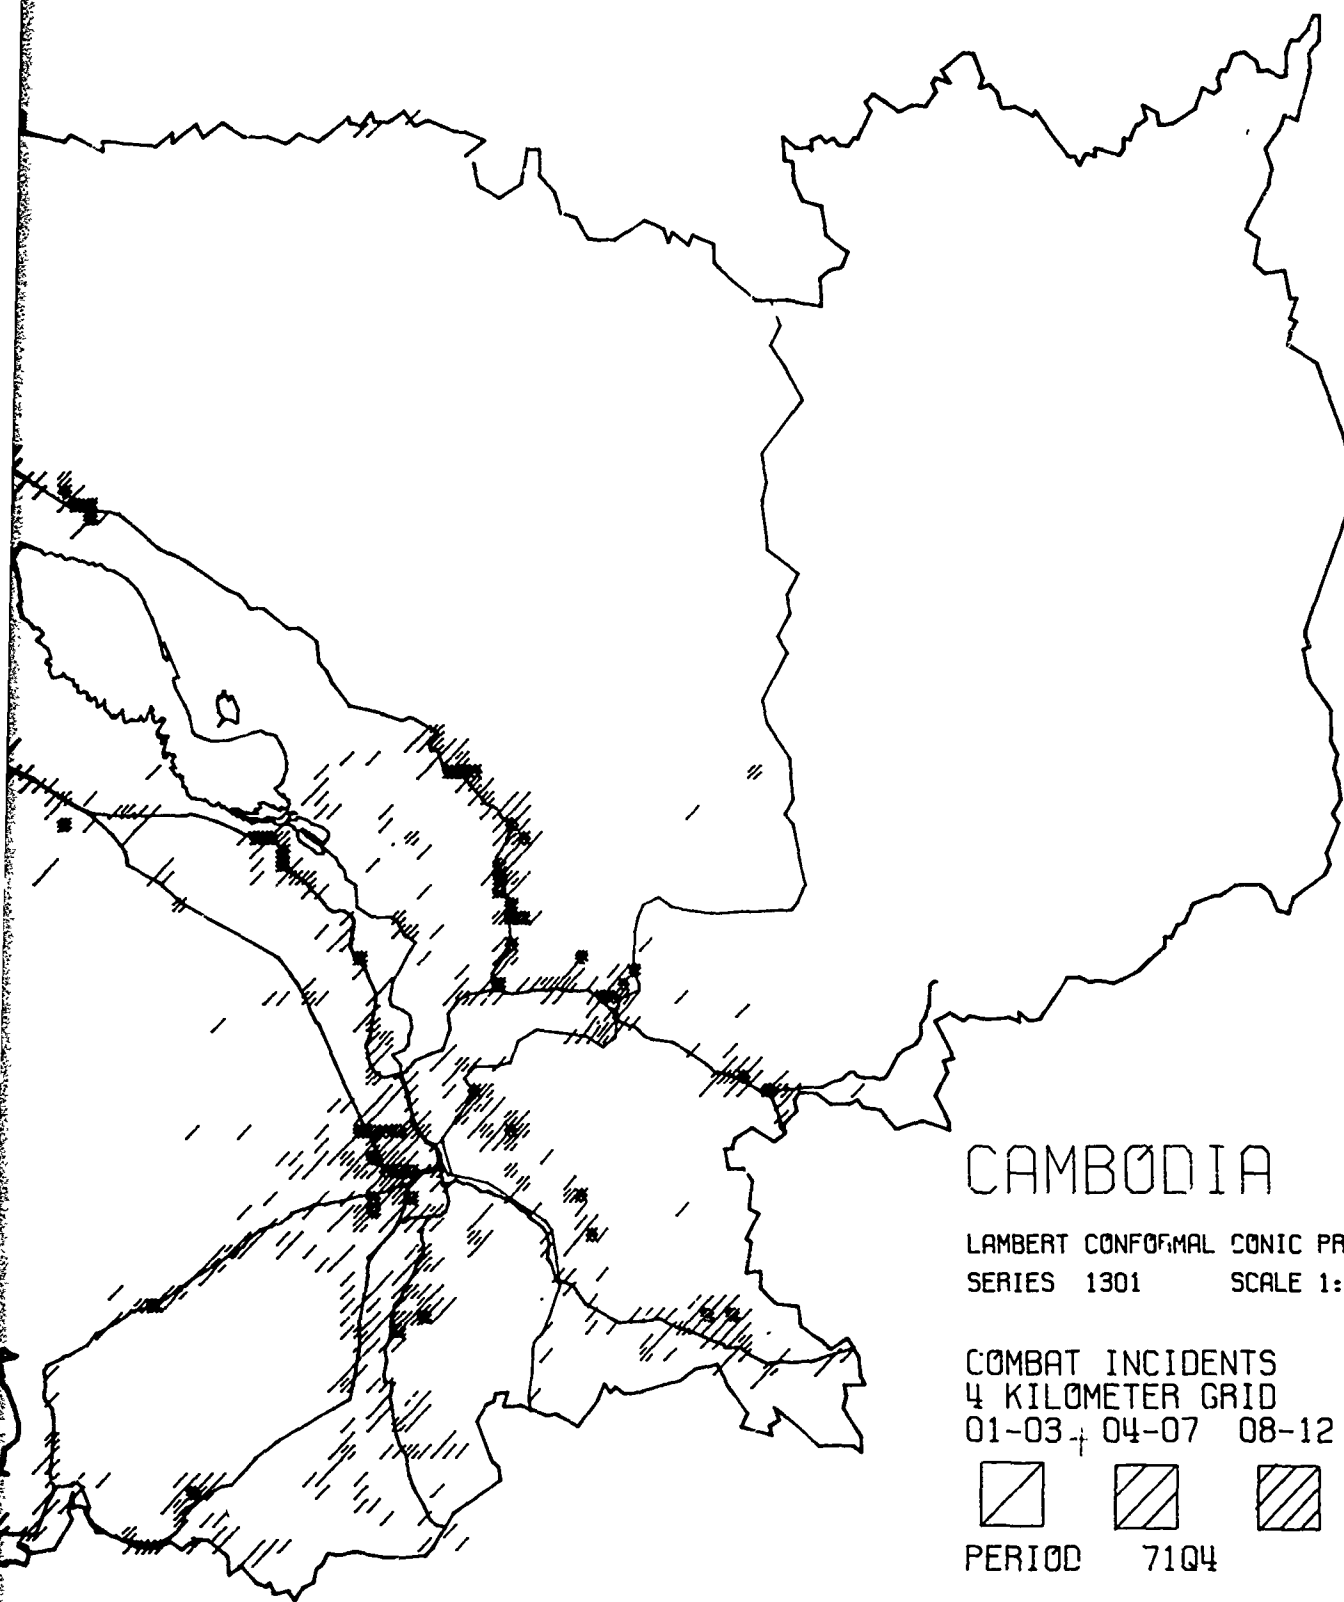 CAMBODIA
LAMBERT CONFORMAL CONIC PR
SERIES 1301 SCALE 1:
COMBAT INCIDENTS
4 KILOMETER GRID
01-03 04-07 08-12
PERIOD 71Q4